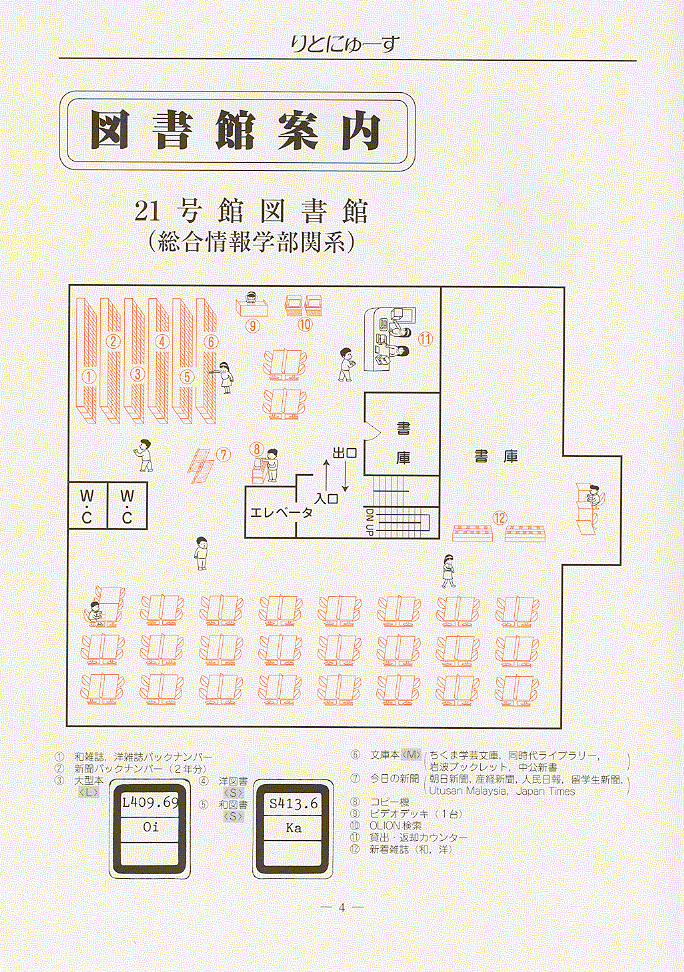 りとにゅーす
図書館案内
21号館図書館
（総合情報学部関系）
① ② ③ ④ ⑤ ⑥
⑨ ⑩ ⑪
⑦ ⑧
書庫
書庫
出口
入口
エレベータ
W・C W・C
DN UP
⑫
① 和雑誌，洋雑誌バックナンバー
② 新聞バックナンバー（２年分）
③ 大型本
〈L〉
L409.69
Oi
④ 洋図書
〈S〉
⑤ 和図書
〈S〉
S413.6
Ka
⑥ 文庫本〈M〉（ちくま学芸文庫，同時代ライブラリー，
岩波ブックレット，中公新書）
⑦ 今日の新聞（朝日新聞，産経新聞，人民日報，留学生新聞，
Utusan Malaysia，Japan Times）
⑧ コピー機
⑨ ビデオデッキ（１台）
⑩ OLION検索
⑪ 貸出・返却カウンター
⑫ 新着雑誌（和，洋）
— 4 —